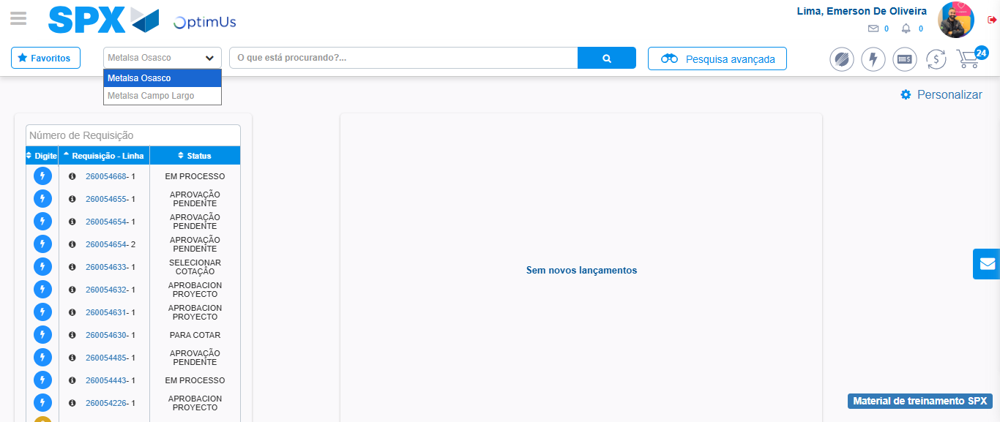 SPX
OptimUs
Lima, Emerson De Oliveira
0
0
Favoritos
Metalsa Osasco
O que está procurando?...
Pesquisa avançada
24
Metalsa Osasco
Metalsa Campo Largo
Personalizar
Número de Requisição
Digite
Requisição - Linha
Status
260054668- 1
EM PROCESSO
260054655- 1
APROVAÇÃO
PENDENTE
260054654- 1
APROVAÇÃO
PENDENTE
260054654- 2
APROVAÇÃO
PENDENTE
260054633- 1
SELECIONAR
COTAÇÃO
260054632- 1
APROBACION
PROYECTO
260054631- 1
APROBACION
PROYECTO
260054630- 1
PARA COTAR
260054485- 1
APROVAÇÃO
PENDENTE
260054443- 1
EM PROCESSO
260054226- 1
APROBACION
PROYECTO
Sem novos lançamentos
Material de treinamento SPX